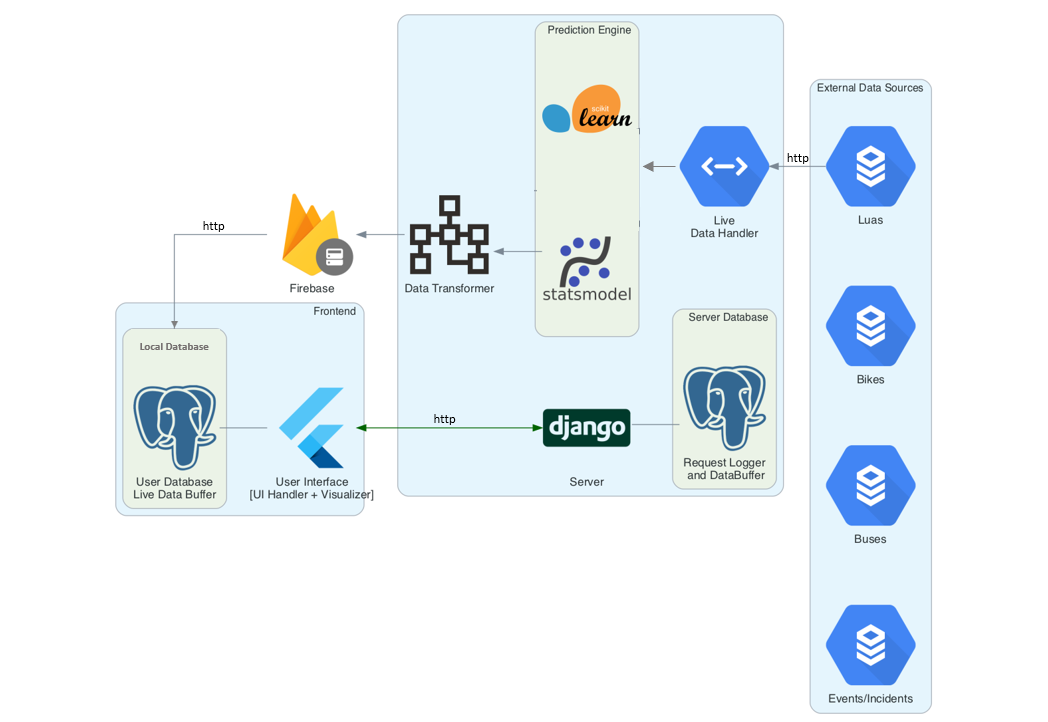 Prediction Engine
External Data Sources
scikit
learn
http
Luas
Live
Data Handler
http
Firebase
Data Transformer
statsmodel
Frontend
Server Database
Local Database
Bikes
http
django
User Database
Live Data Buffer
User Interface
[UI Handler + Visualizer]
Server
Request Logger
and DataBuffer
Buses
Events/Incidents